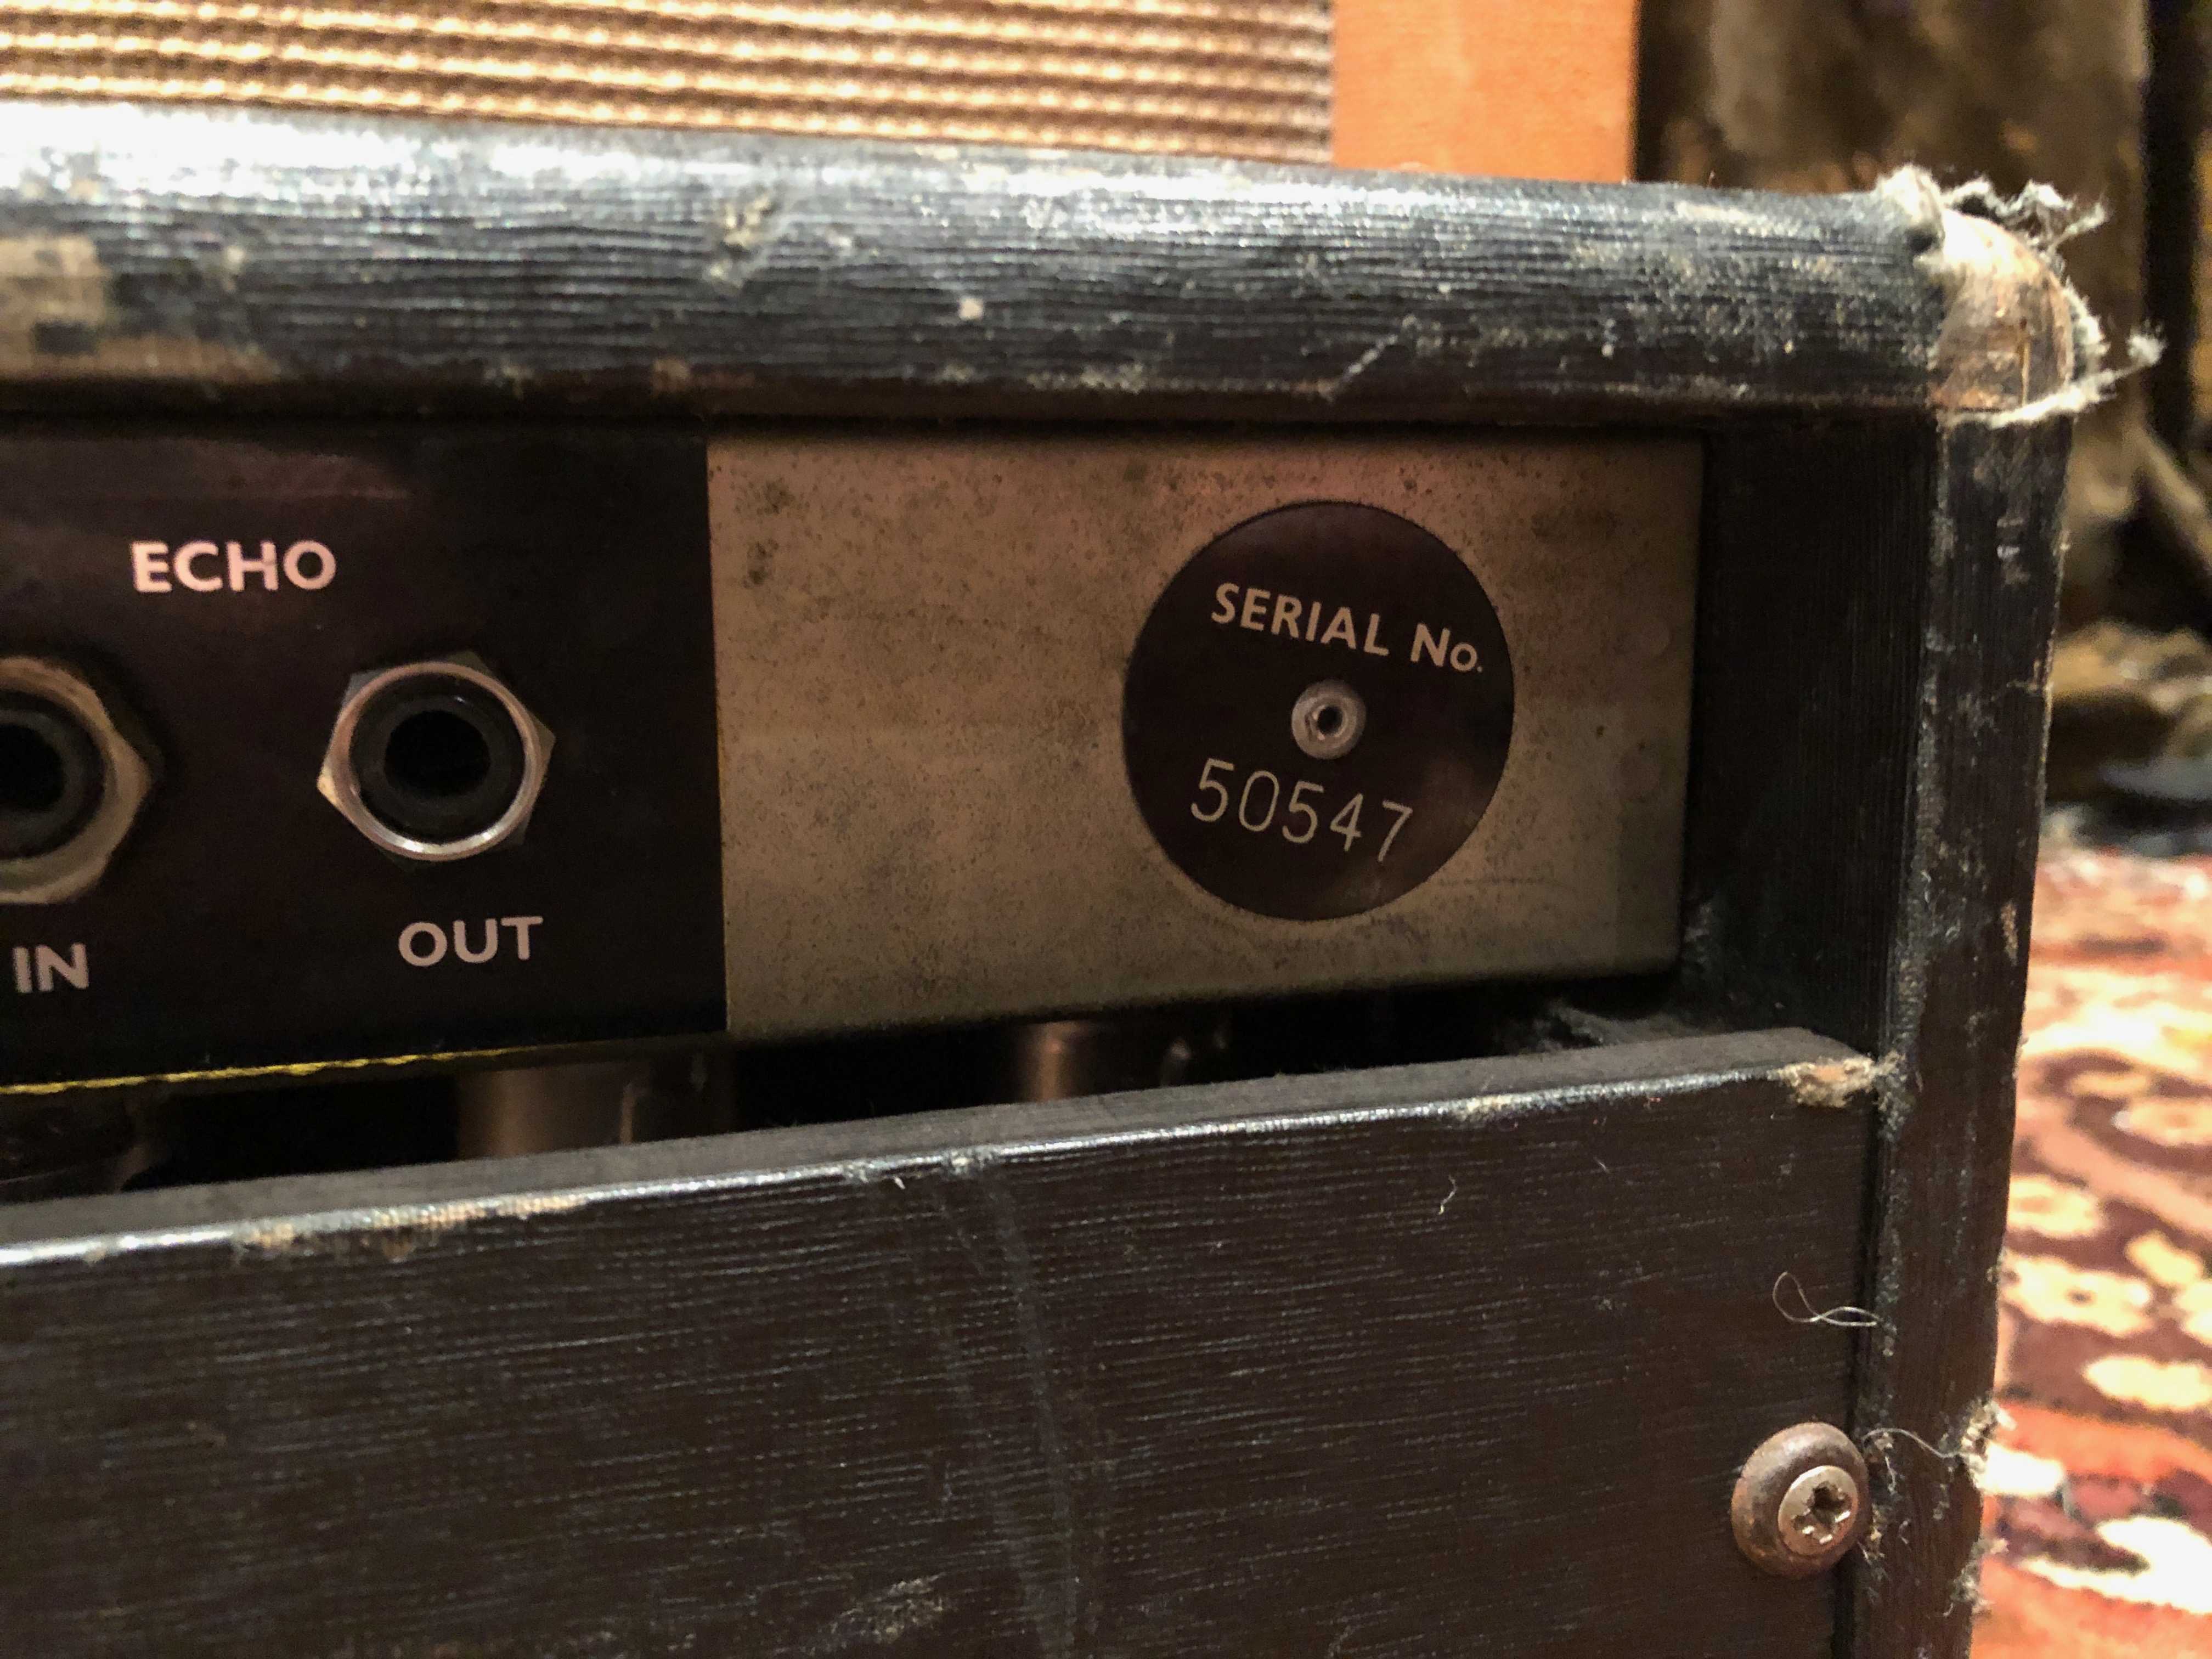 ECHO
IN
OUT
SERIAL No.
50547